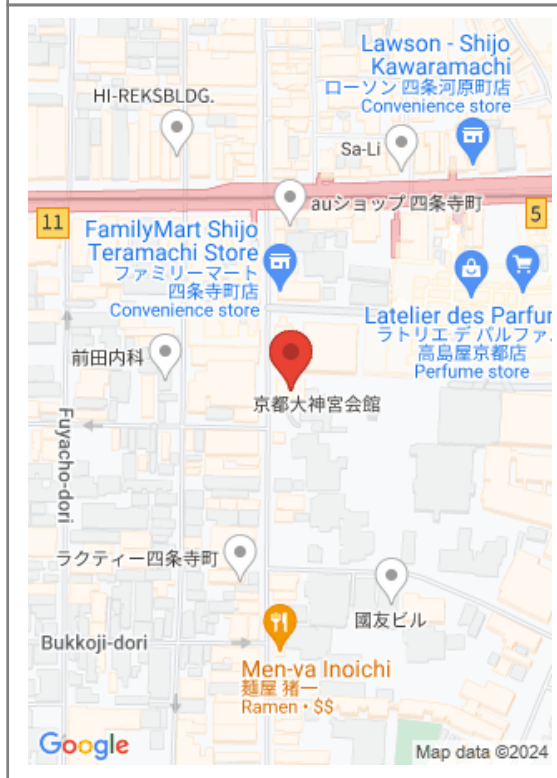 Lawson - Shijo
Kawaramachi
ローソン 四条河原町店
Convenience store
HI-REKSBLDG.
Sa-Li
auショップ 四条寺町
11
5
FamilyMart Shijo
Teramachi Store
ファミリーマート
四条寺町店
Convenience store
Latelier des Parfum
ラトリエ デ パルファ
高島屋京都店
Perfume store
前田内科
京都大神宮会館
Fuyacho-dori
ラクティー四条寺町
國友ビル
Bukkoji-dori
Men-ya Inoichi
麺屋 猪一
Ramen • $$
Google
Map data ©2024